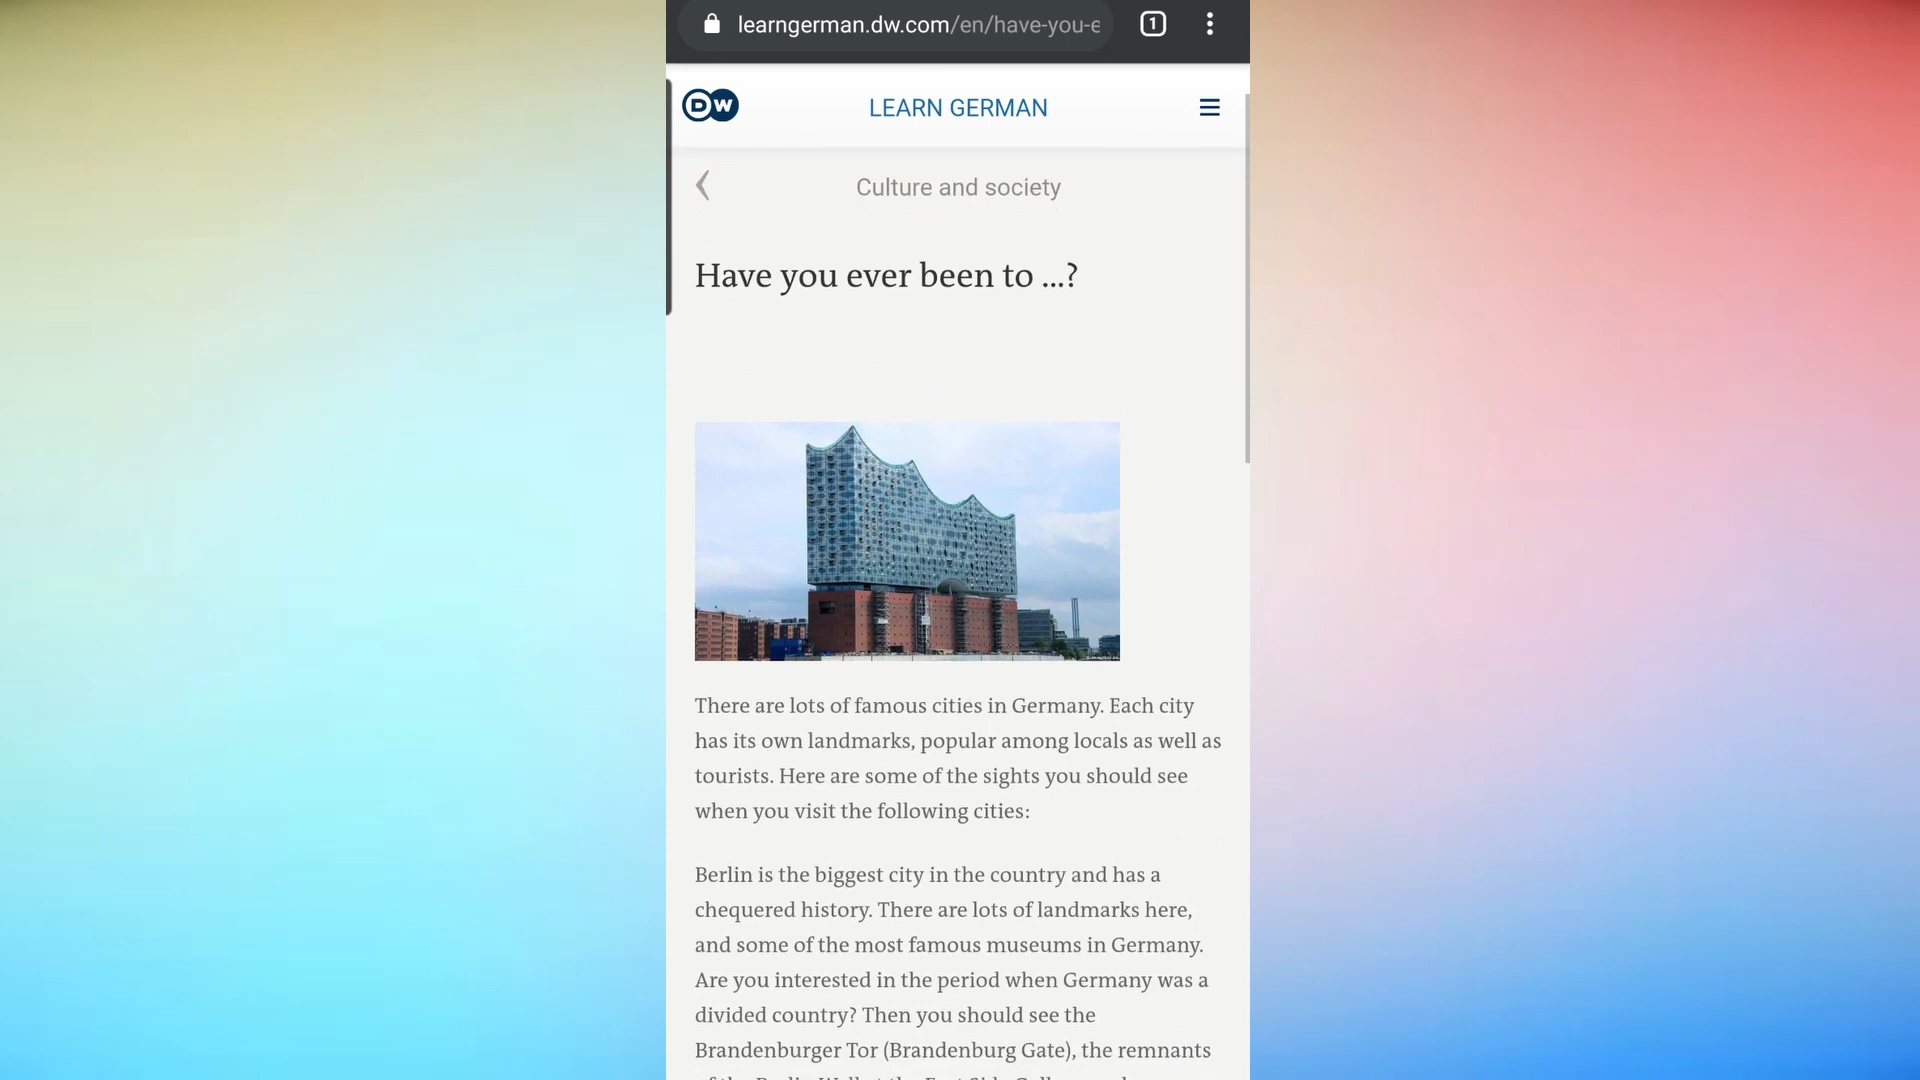 learngerman.dw.com/en/have-you-e
1
DW
LEARN GERMAN
Culture and society
Have you ever been to ...?
There are lots of famous cities in Germany. Each city
has its own landmarks, popular among locals as well as
tourists. Here are some of the sights you should see
when you visit the following cities:
Berlin is the biggest city in the country and has a
chequered history. There are lots of landmarks here,
and some of the most famous museums in Germany.
Are you interested in the period when Germany was a
divided country? Then you should see the
Brandenburger Tor (Brandenburg Gate), the remnants